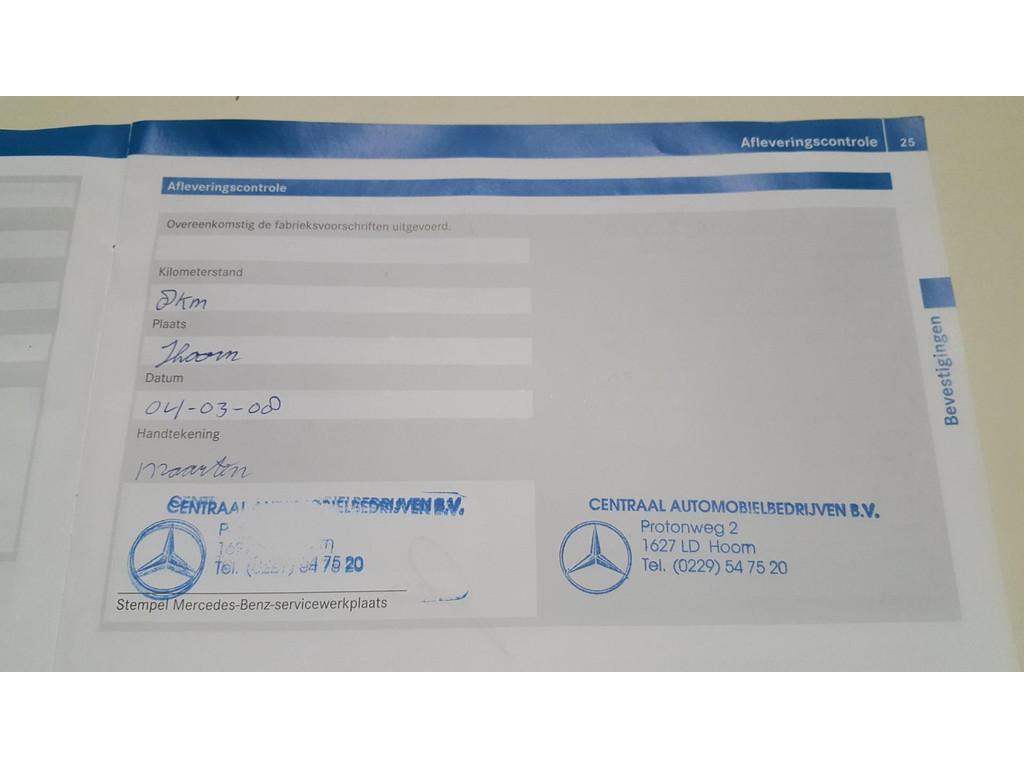 Afleveringscontrole 25
Afleveringscontrole
Overeenkomstig de fabrieksvoorschriften uitgevoerd.
Kilometerstand
8km
Plaats
Hoorn
Datum
04-03-08
Handtekening
Maarten
CENTRAAL AUTOMOBIELBEDRIJVEN B.V.
Tel. 54 75 20
Stempel Mercedes-Benz-servicewerkplaats
CENTRAAL AUTOMOBIELBEDRIJVEN B.V.
Protonweg 2
1627 LD Hoorn
Tel. (0229) 54 75 20
Bevestigingen